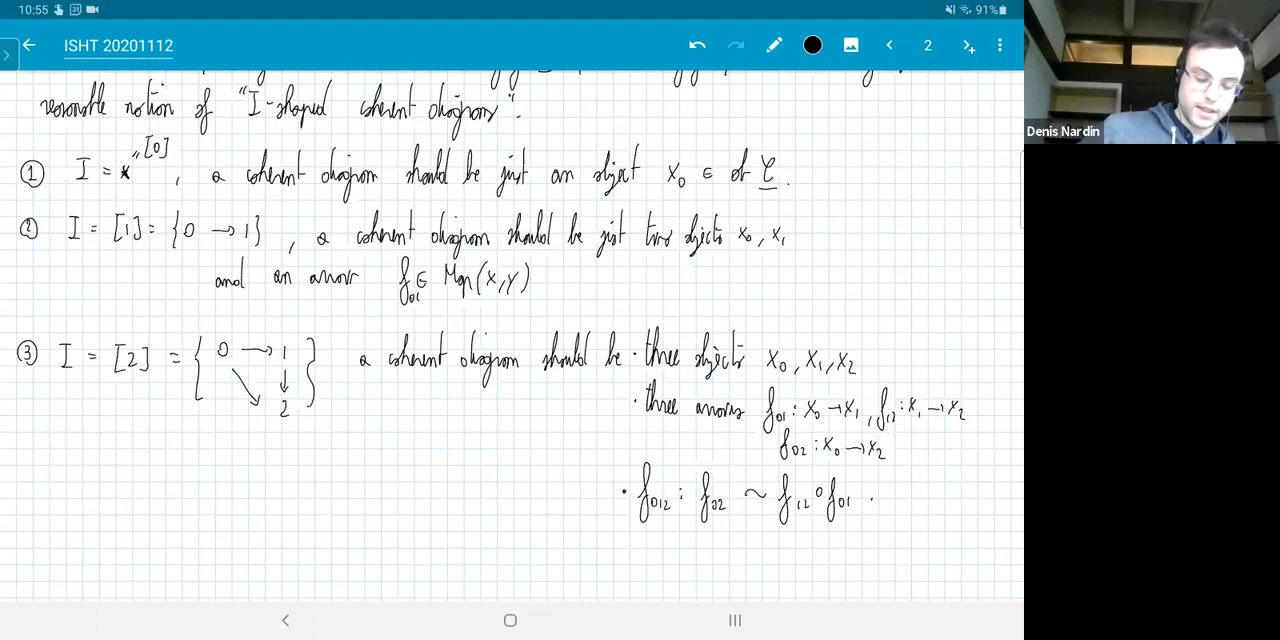 10:55 31 91%
ISHT 20201112
2
reasonable notion of "I-shaped coherent diagrams".
① I = * "[0]", a coherent diagram should be just an object X₀ ∈ ob C.
② I = [1] = {0 → 1}, a coherent diagram should be just two objects X₀, X₁
and an arrow f₀₁ ∈ Map(X, Y)
③ I = [2] = { 0 → 1 ↓ 2 } a coherent diagram should be · three objects X₀, X₁, X₂
· three arrows f₀₁ : X₀ → X₁, f₁₂ : X₁ → X₂
f₀₂ : X₀ → X₂
· f₀₁₂ : f₀₂ ~ f₁₂ ∘ f₀₁ .
Denis Nardin